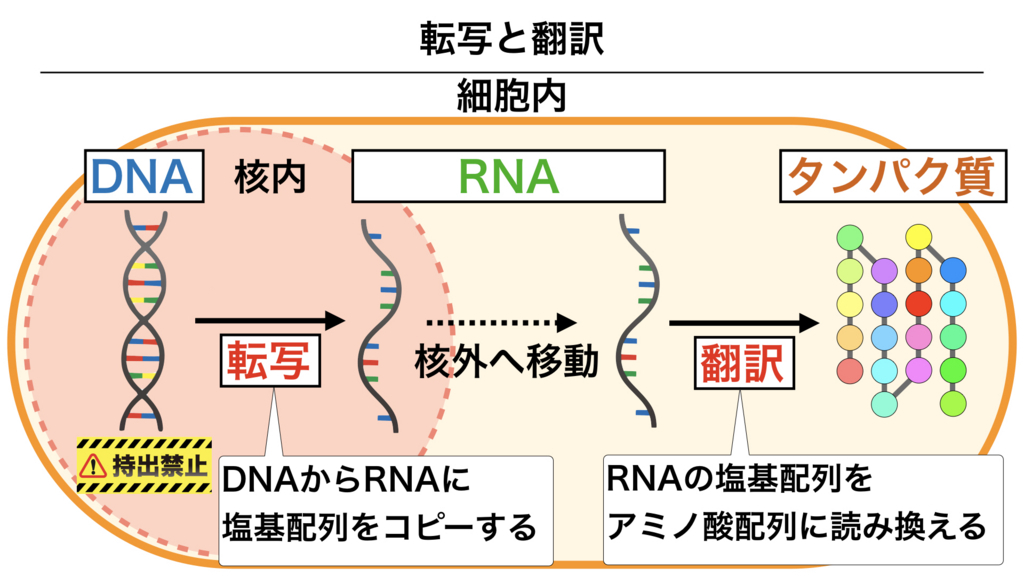 転写と翻訳
細胞内
DNA
核内
RNA
タンパク質
転写
核外へ移動
翻訳
持出禁止
DNAからRNAに
塩基配列をコピーする
RNAの塩基配列を
アミノ酸配列に読み換える